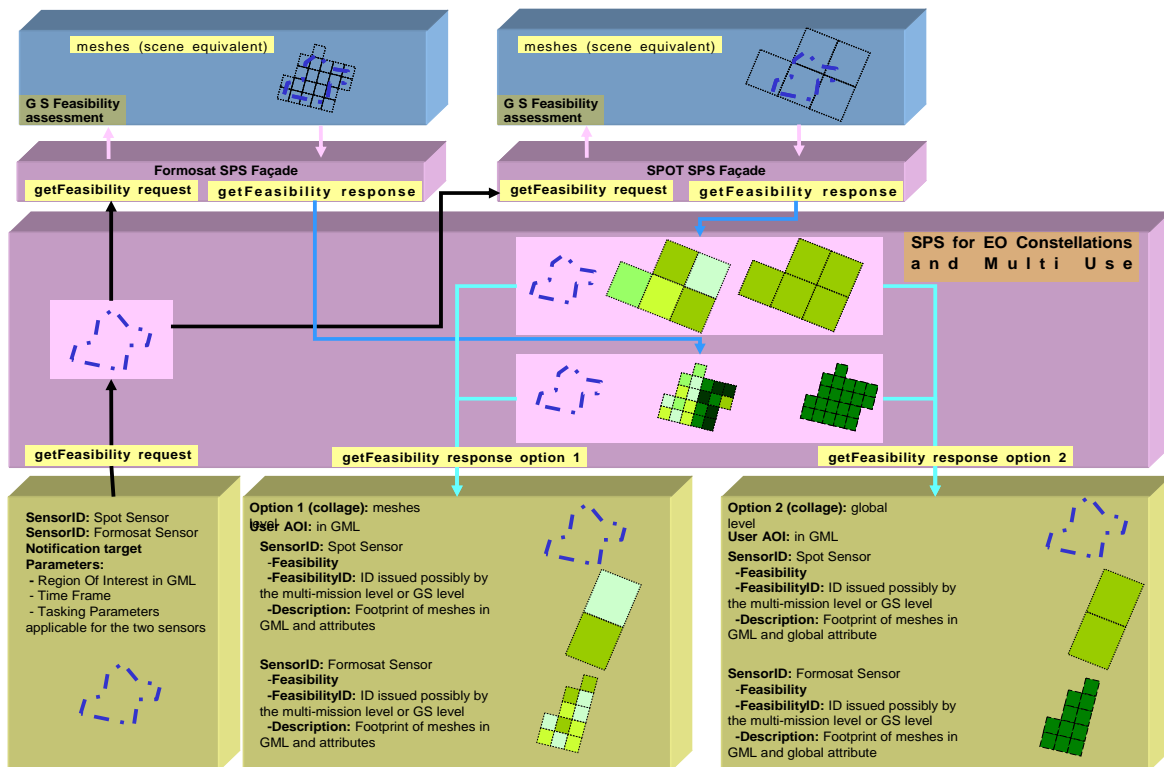 meshes (scene equivalent)
G S Feasibility
assessment
meshes (scene equivalent)
G S Feasibility
assessment
Formosat SPS Façade
getFeasibility request
getFeasibility response
SPOT SPS Façade
getFeasibility request
getFeasibility response
SPS for EO Constellations
and Multi Use
getFeasibility request
getFeasibility response option 1
getFeasibility response option 2
SensorID: Spot Sensor
SensorID: Formosat Sensor
Notification target
Parameters:
- Region Of Interest in GML
- Time Frame
- Tasking Parameters
applicable for the two sensors
Option 1 (collage): meshes
level
User AOI: in GML
SensorID: Spot Sensor
-Feasibility
-FeasibilityID: ID issued possibly by
the multi-mission level or GS level
-Description: Footprint of meshes in
GML and attributes
SensorID: Formosat Sensor
-Feasibility
-FeasibilityID: ID issued possibly by
the multi-mission level or GS level
-Description: Footprint of meshes in
GML and attributes
Option 2 (collage): global
level
User AOI: in GML
SensorID: Spot Sensor
-Feasibility
-FeasibilityID: ID issued possibly by
the multi-mission level or GS level
-Description: Footprint of meshes in
GML and global attribute
SensorID: Formosat Sensor
-Feasibility
-FeasibilityID: ID issued possibly by
the multi-mission level or GS level
-Description: Footprint of meshes in
GML and global attribute